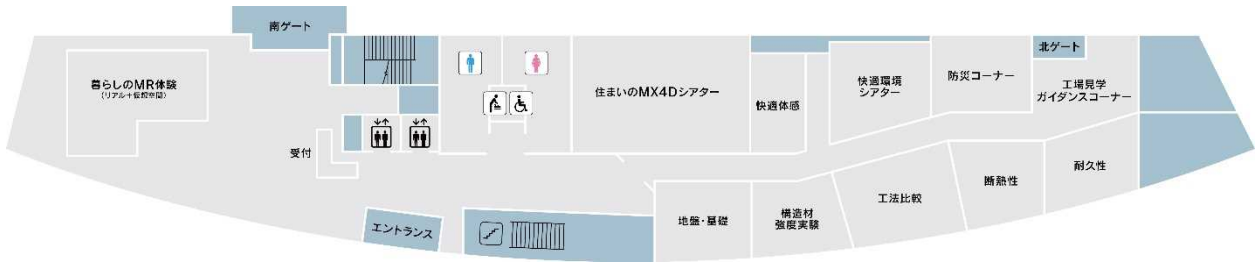 南ゲート
暮らしのMR体験
(リアル+仮想空間)
受付
エントランス
住まいのMX4Dシアター
快適体感
快適環境
シアター
防災コーナー
北ゲート
工場見学
ガイダンスコーナー
地盤・基礎
構造材
強度実験
工法比較
断熱性
耐久性